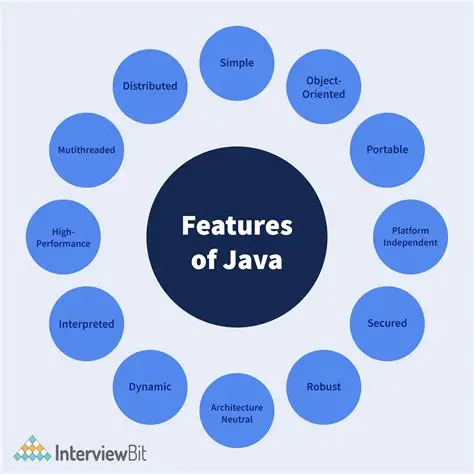 Simple
Object-
Oriented
Portable
Platform
Independent
Secured
Robust
Architecture
Neutral
Dynamic
Interpreted
High-
Performance
Mutithreaded
Distributed
Features
of Java
InterviewBit